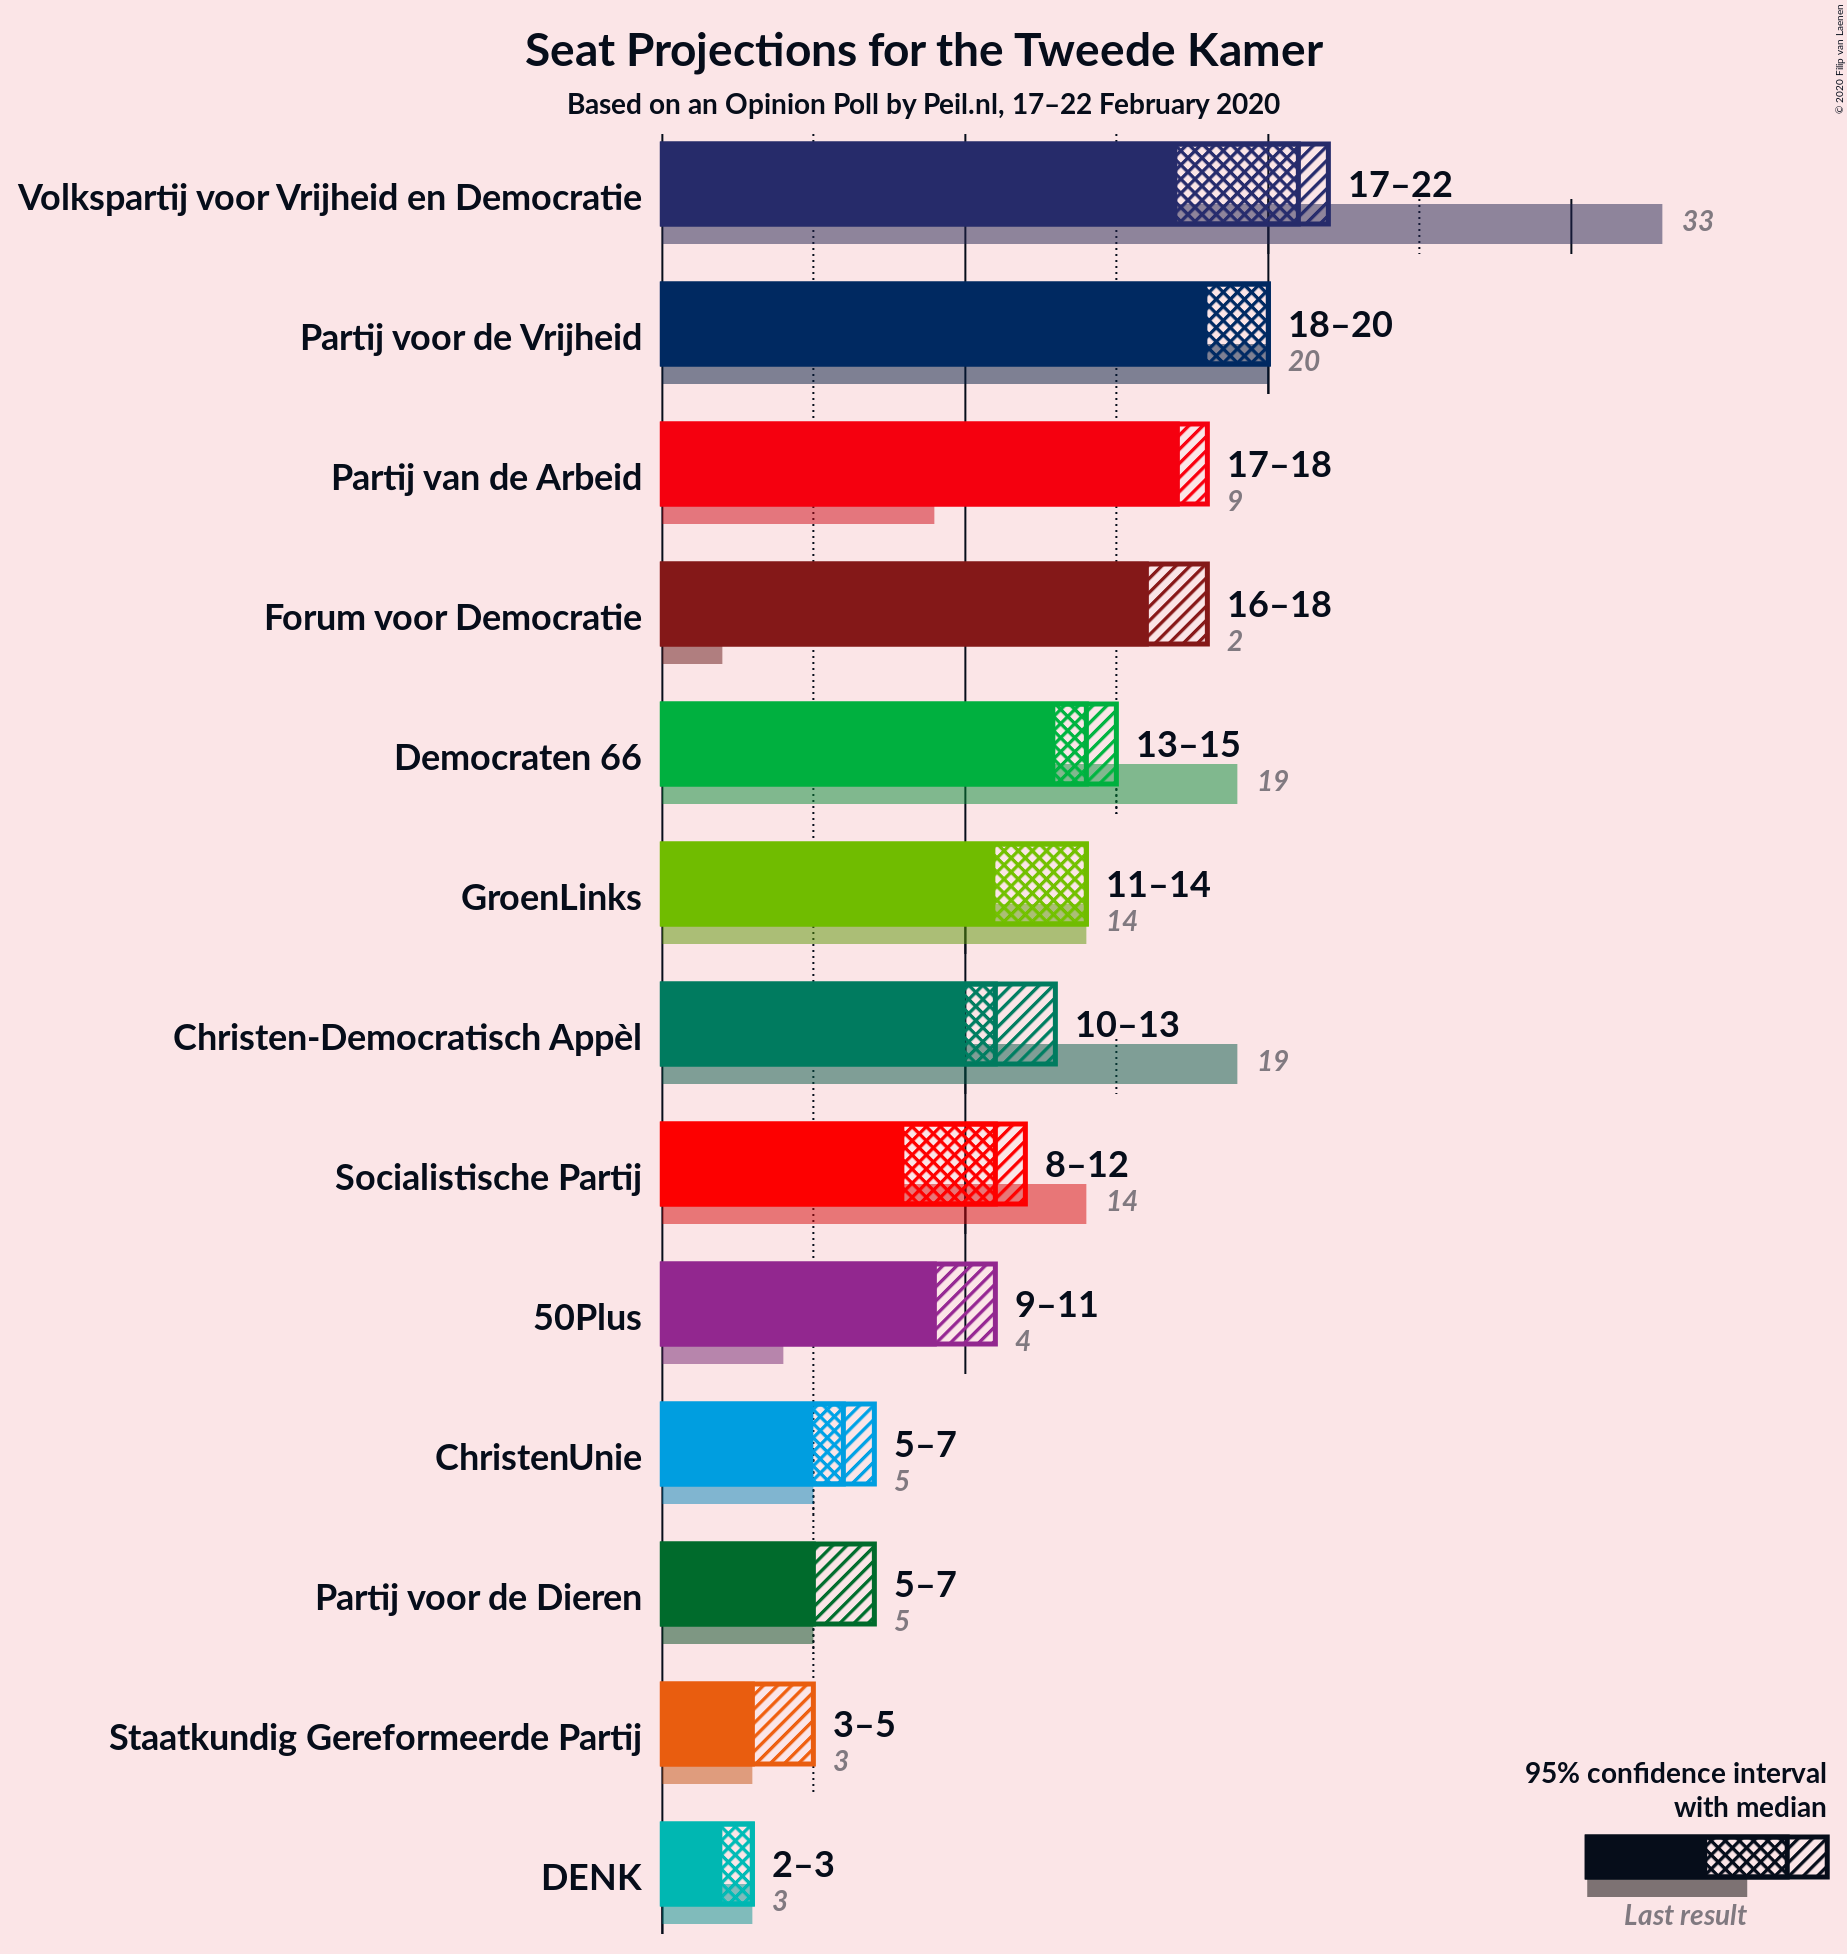 Seat Projections for the Tweede Kamer
Based on an Opinion Poll by Peil.nl, 17–22 February 2020
© 2020 Filip van Laenen
Volkspartij voor Vrijheid en Democratie
17–22
33
Partij voor de Vrijheid
18–20
20
Partij van de Arbeid
17–18
9
Forum voor Democratie
16–18
2
Democraten 66
13–15
19
GroenLinks
11–14
14
Christen-Democratisch Appèl
10–13
19
Socialistische Partij
8–12
14
50Plus
9–11
4
ChristenUnie
5–7
5
Partij voor de Dieren
5–7
5
Staatkundig Gereformeerde Partij
3–5
3
DENK
2–3
3
95% confidence interval
with median
Last result